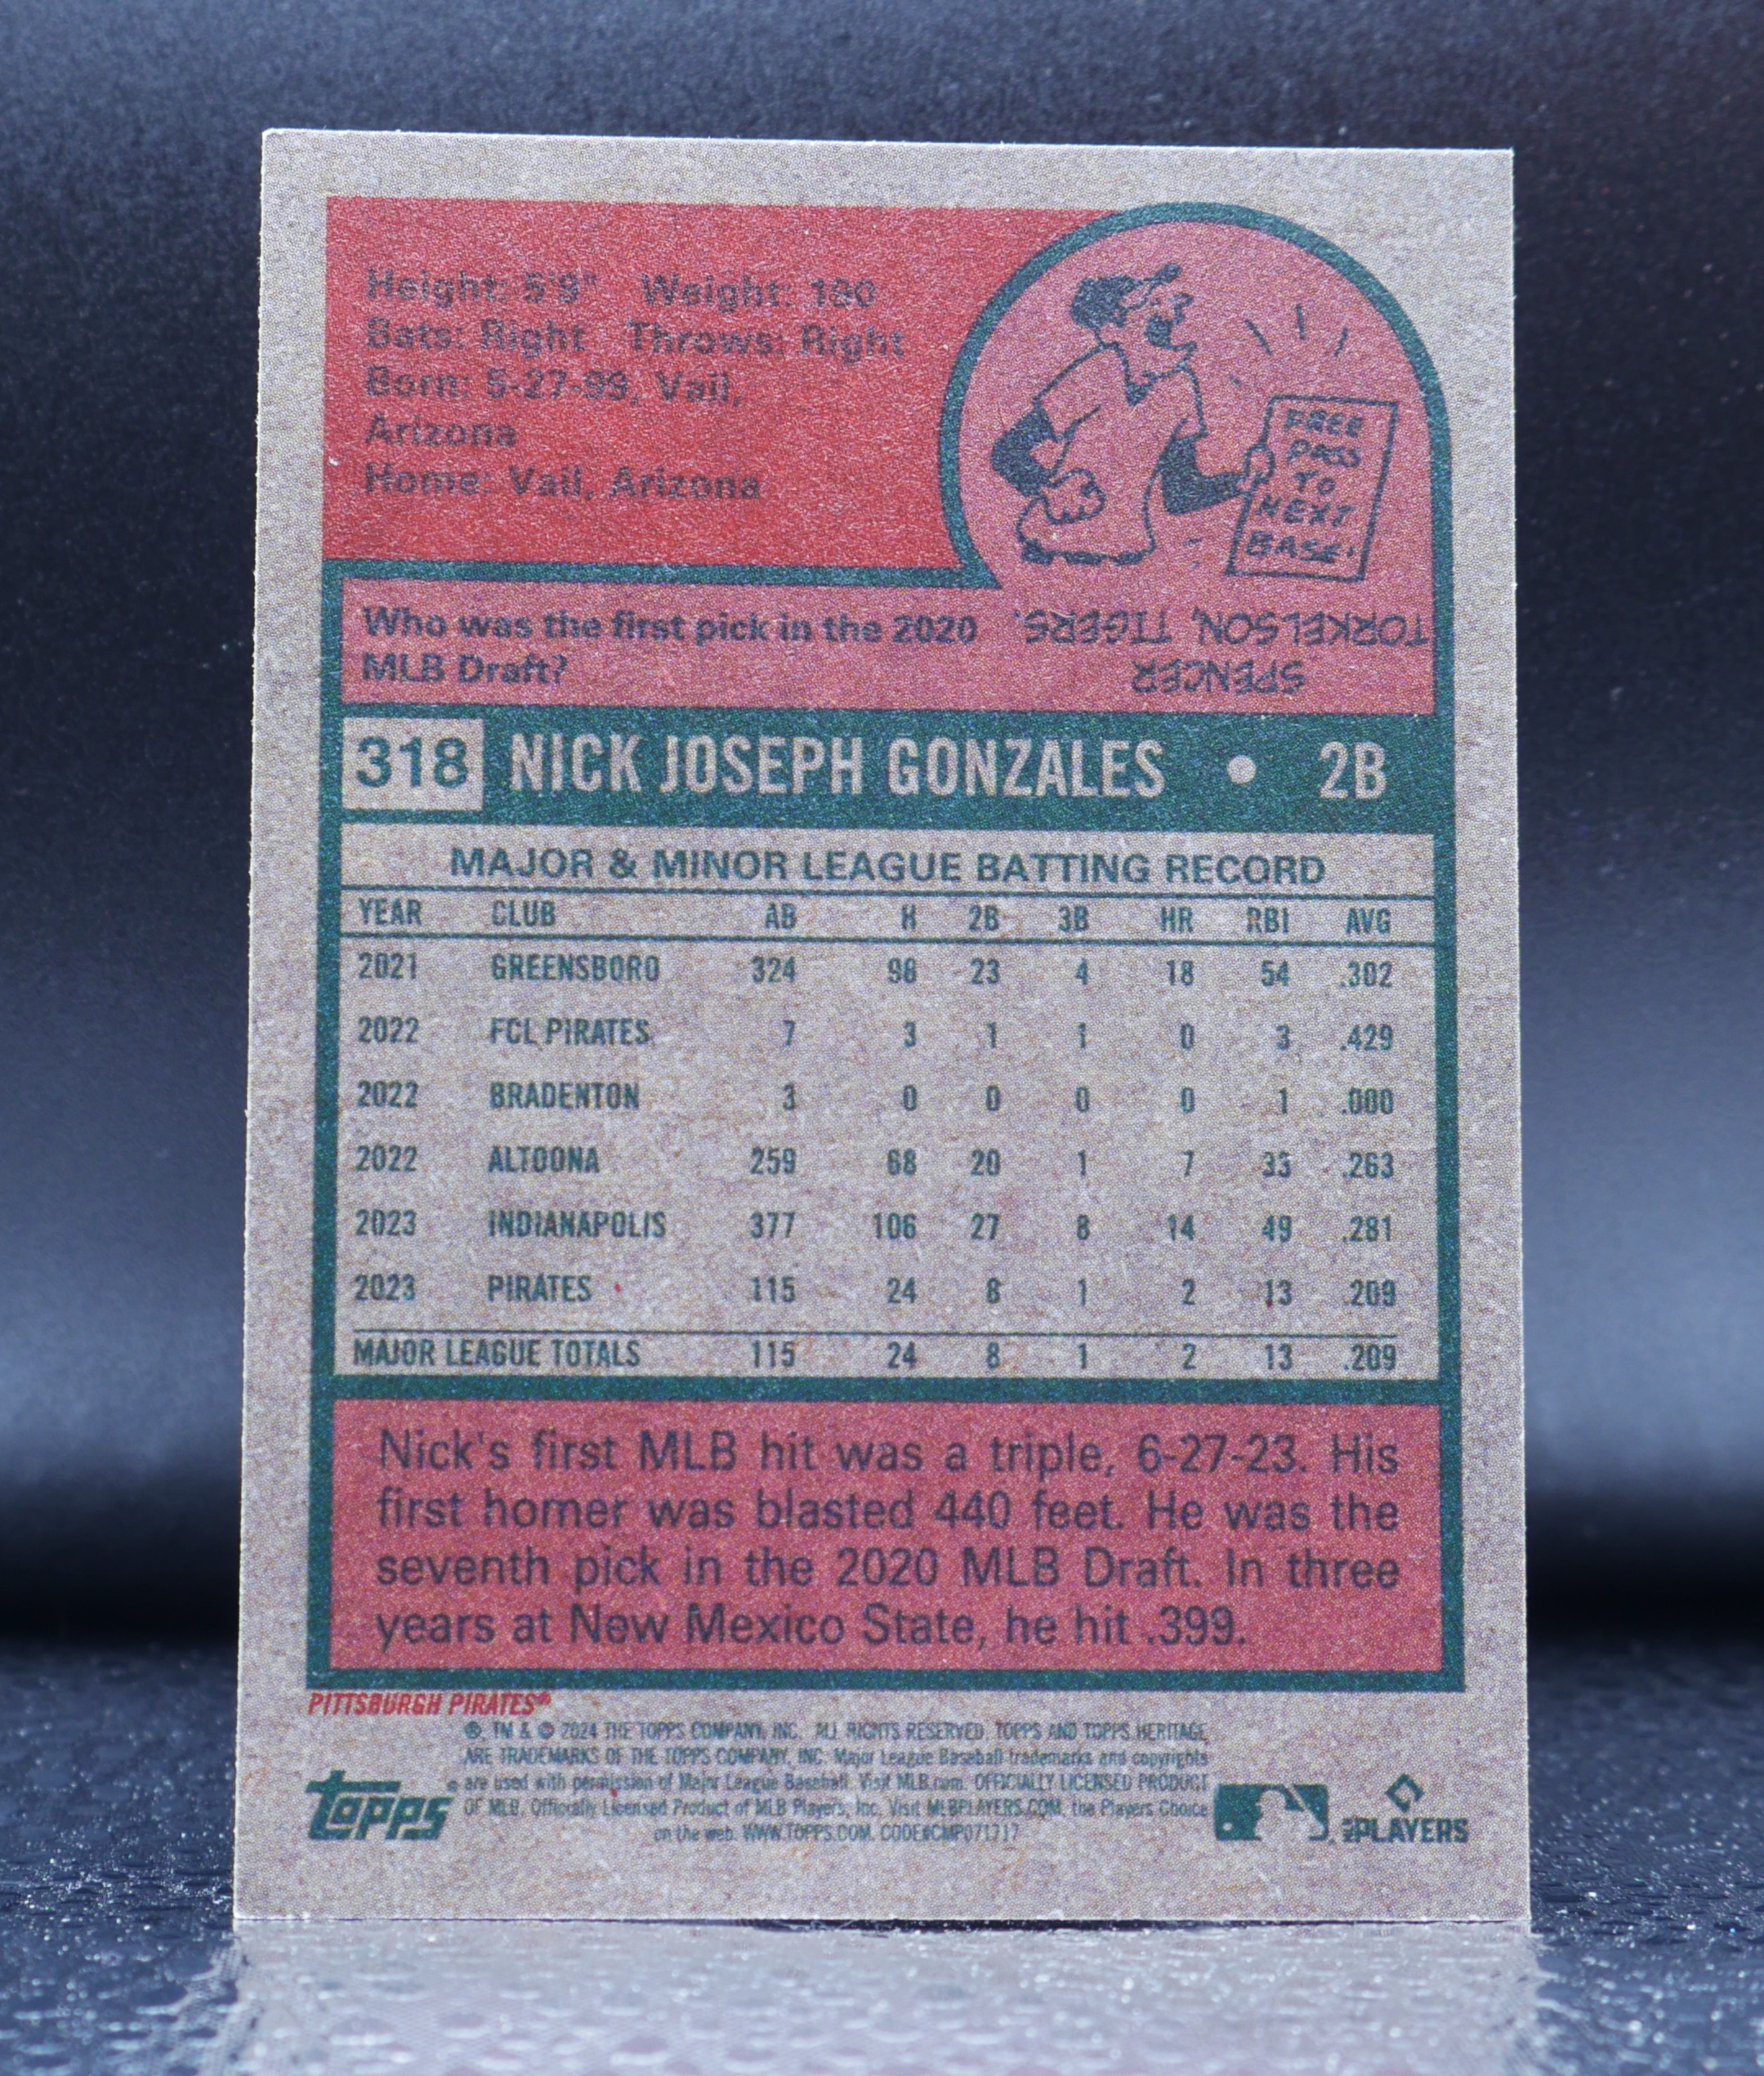 Height: 5'9" Weight: 190
Bats: Right Throws: Right
Born: 5-27-99, Vail,
Arizona
Home: Vail, Arizona
FREE
PASS
TO
NEXT
BASE.
Who was the first pick in the 2020
MLB Draft?
SPENCER
TORKELSON, TIGERS.
318 NICK JOSEPH GONZALES • 2B
MAJOR & MINOR LEAGUE BATTING RECORD
YEAR CLUB AB H 2B 3B HR RBI AVG
2021 GREENSBORO 324 98 23 4 18 54 .302
2022 FCL PIRATES 7 3 1 1 0 3 .429
2022 BRADENTON 3 0 0 0 0 1 .000
2022 ALTOONA 259 68 20 1 7 33 .263
2023 INDIANAPOLIS 377 106 27 8 14 49 .281
2023 PIRATES 115 24 8 1 2 13 .209
MAJOR LEAGUE TOTALS 115 24 8 1 2 13 .209
Nick's first MLB hit was a triple, 6-27-23. His
first homer was blasted 440 feet. He was the
seventh pick in the 2020 MLB Draft. In three
years at New Mexico State, he hit .399.
PITTSBURGH PIRATES®
® TM & © 2024 THE TOPPS COMPANY, INC. ALL RIGHTS RESERVED. TOPPS AND TOPPS HERITAGE
ARE TRADEMARKS OF THE TOPPS COMPANY, INC. Major League Baseball trademarks and copyrights
are used with permission of Major League Baseball. Visit MLB.com. OFFICIALLY LICENSED PRODUCT
OF MLB. Officially Licensed Product of MLB Players, Inc. Visit MLBPLAYERS.COM, the Players Choice
on the web. WWW.TOPPS.COM. CODE#CMP071717
topps
PLAYERS